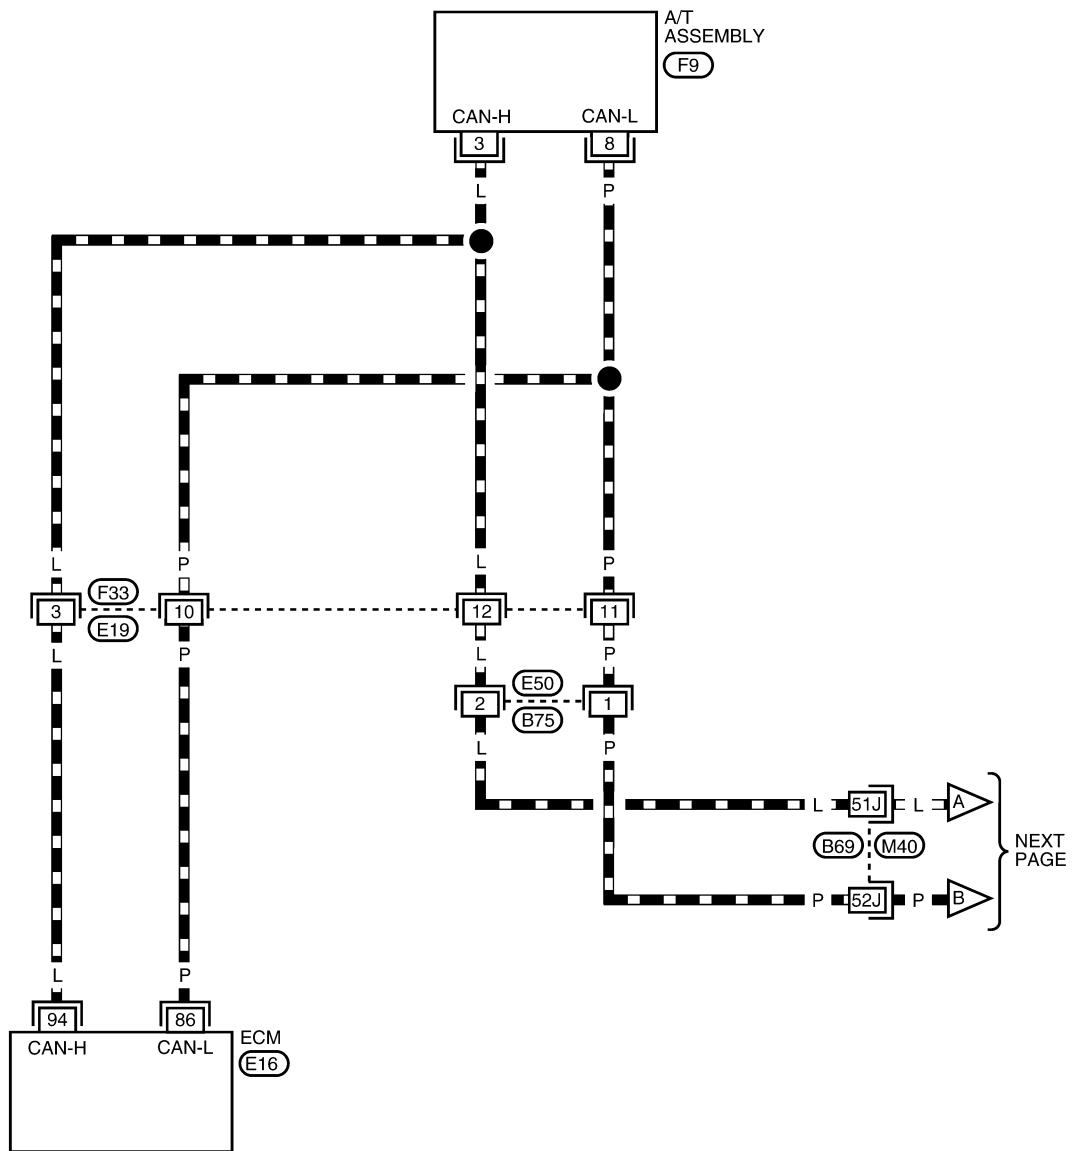 A/T
ASSEMBLY
F9
CAN-H CAN-L
3 8
L P
L P L P
F33
3 10 12 11
E19
L P L P
E50
2 1
B75
L P
L 51J L A
B69 M40
NEXT
PAGE
P 52J P B
L P
94 86
ECM
CAN-H CAN-L
E16